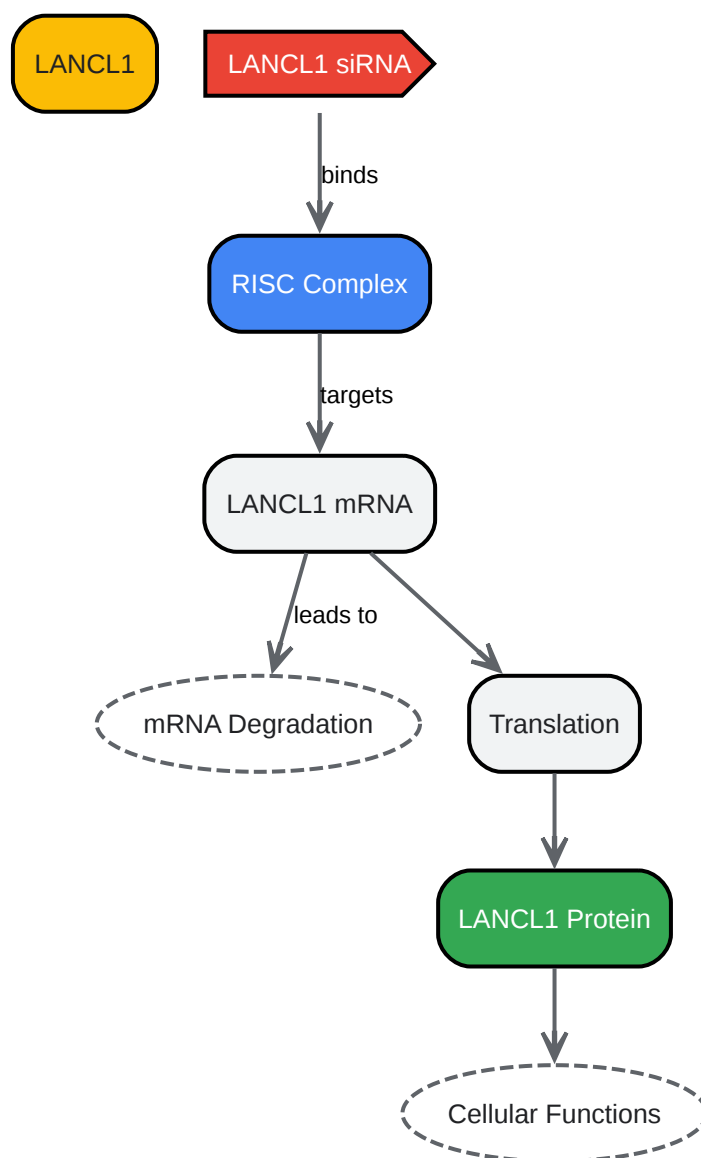 LANCL1
LANCL1 siRNA
binds
RISC Complex
targets
LANCL1 mRNA
leads to
mRNA Degradation
Translation
LANCL1 Protein
Cellular Functions